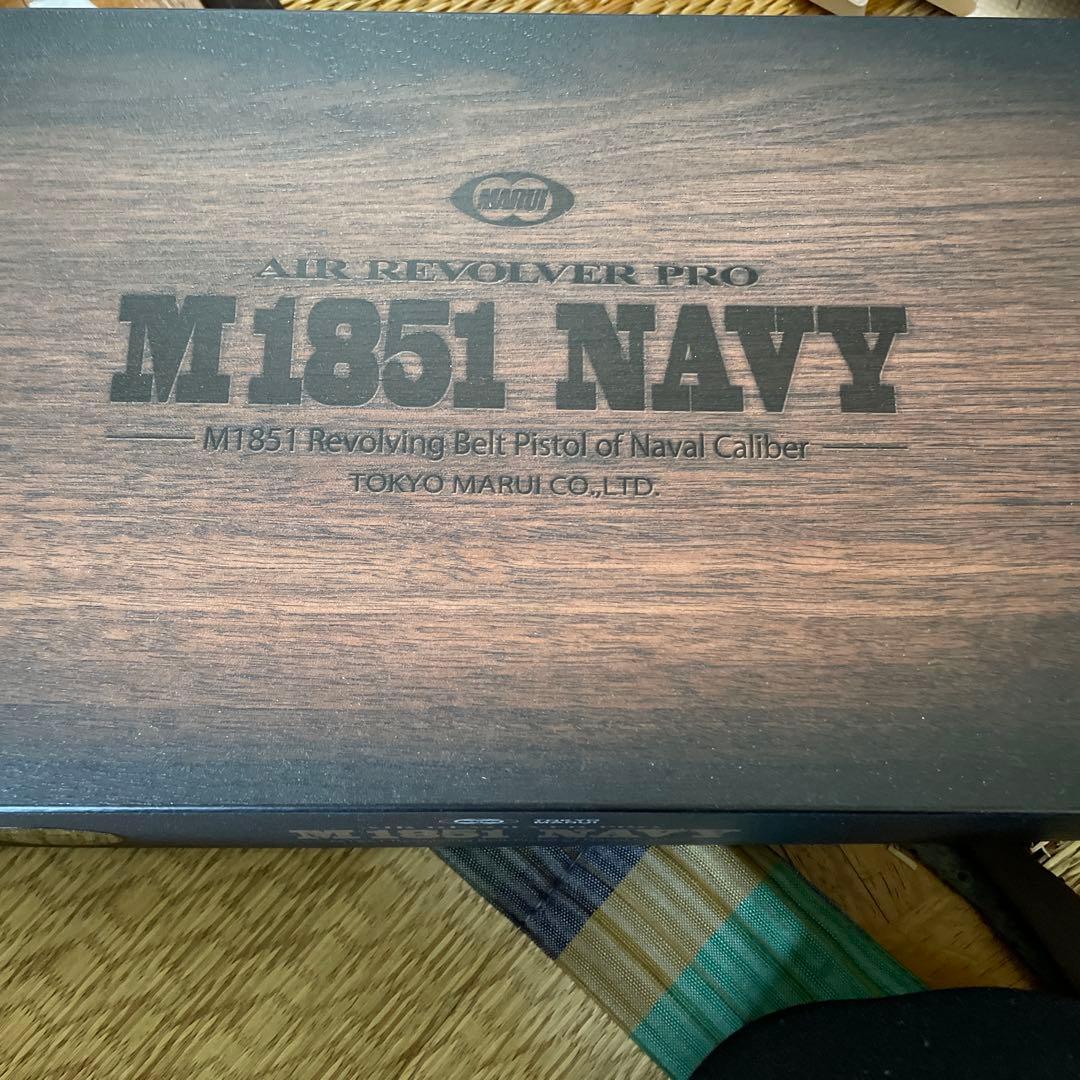 MARUI
AIR REVOLVER PRO
M1851 NAVY
M1851 Revolving Belt Pistol of Naval Caliber
TOKYO MARUI CO.,LTD.
M1851 NAVY